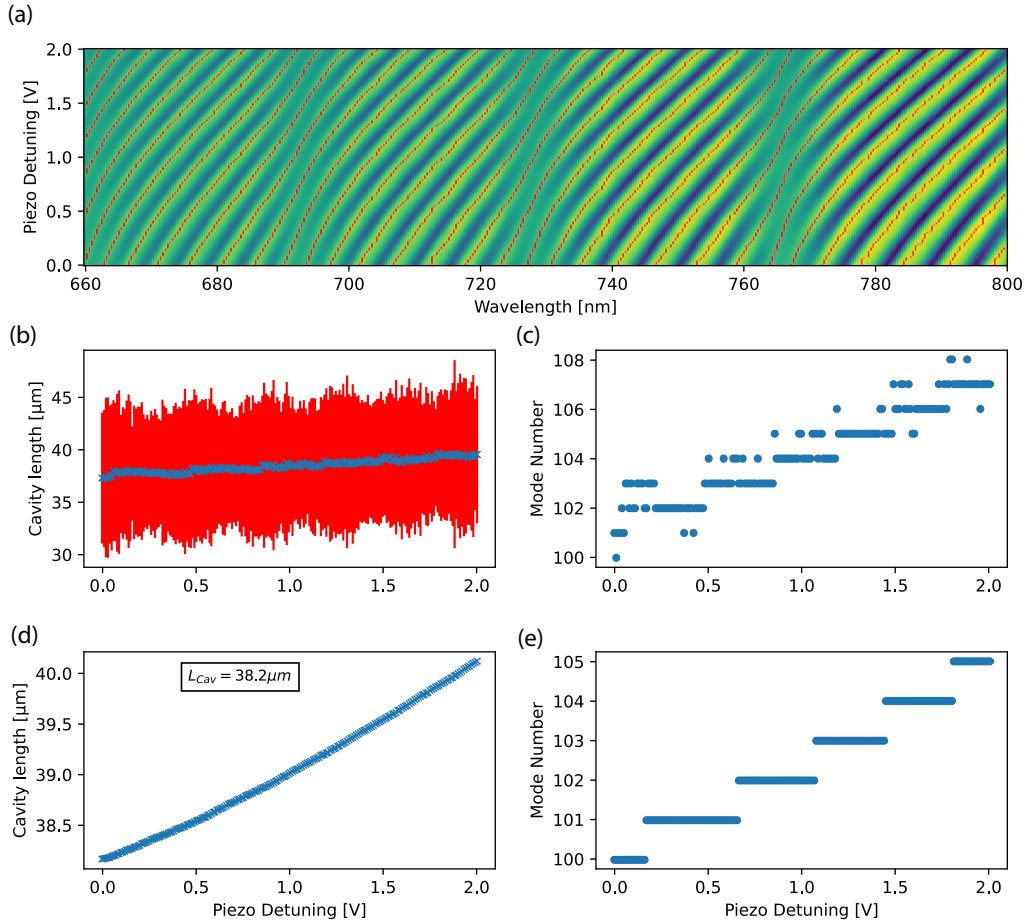 (a)
Piezo Detuning [V]
2.0
1.5
1.0
0.5
0.0
660 680 700 720 740 760 780 800
Wavelength [nm]
(b)
Cavity length [µm]
45
40
35
30
0.0 0.5 1.0 1.5 2.0
(c)
Mode Number
108
106
104
102
100
0.0 0.5 1.0 1.5 2.0
(d)
Cavity length [µm]
40.0
39.5
39.0
38.5
L_Cav = 38.2µm
0.0 0.5 1.0 1.5 2.0
Piezo Detuning [V]
(e)
Mode Number
105
104
103
102
101
100
0.0 0.5 1.0 1.5 2.0
Piezo Detuning [V]